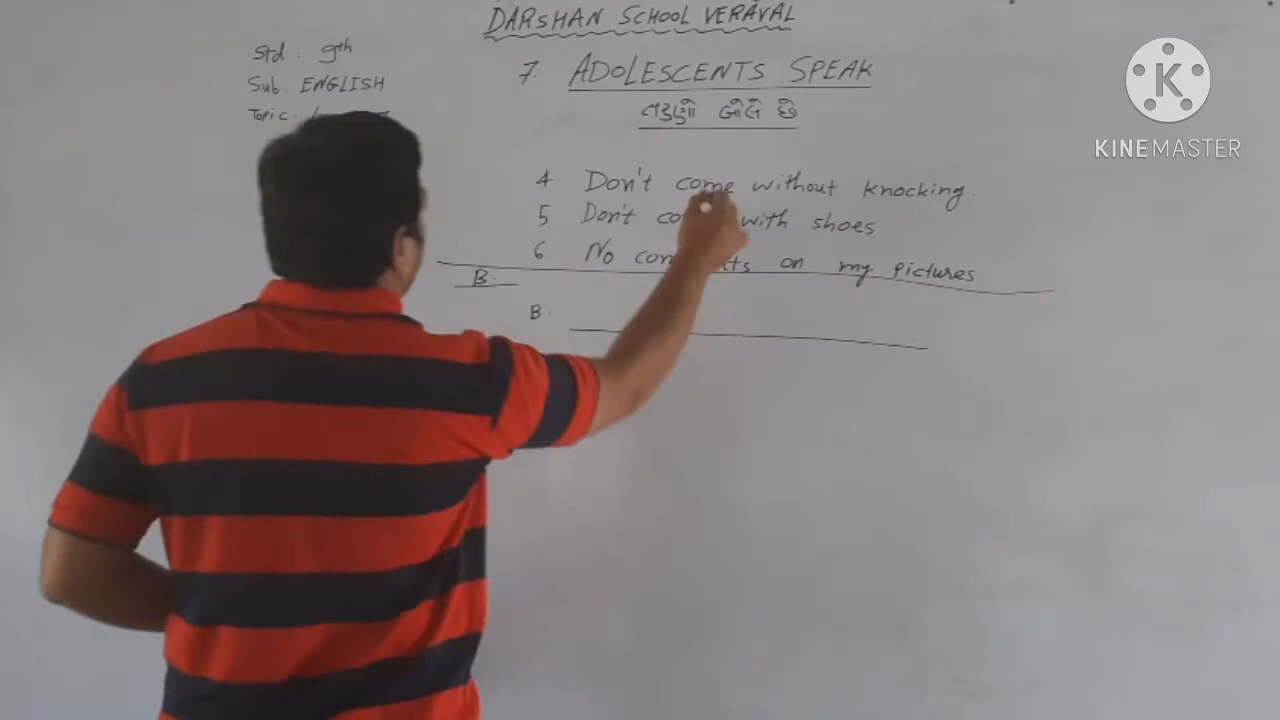 DARSHAN SCHOOL VERAVAL
Std : 9th
Sub. ENGLISH
Topic :
7. ADOLESCENTS SPEAK
તરુણો બોલે છે
4 Don't come without knocking
5 Don't with shoes
6 No on my pictures
B.
B:
K
KINEMASTER